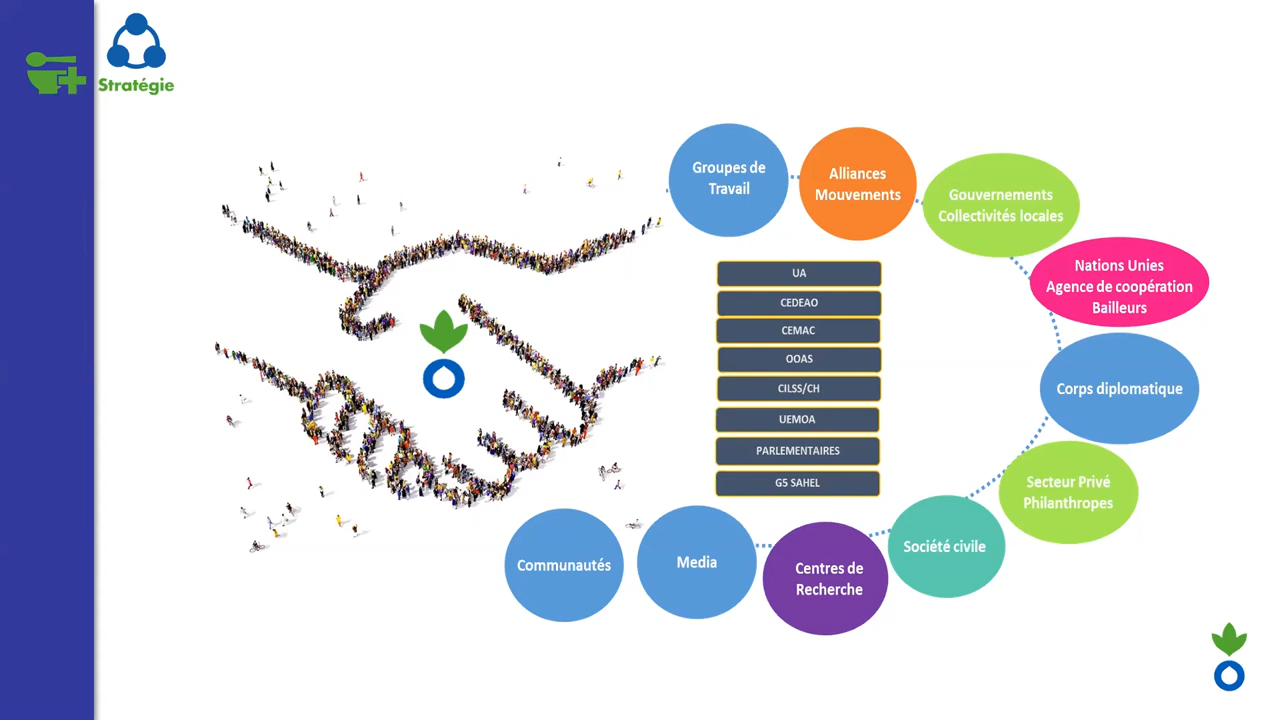 Stratégie
Groupes de
Travail
Alliances
Mouvements
Gouvernements
Collectivités locales
Nations Unies
Agence de coopération
Bailleurs
Corps diplomatique
Secteur Privé
Philanthropes
Société civile
Centres de
Recherche
Media
Communautés
UA
CEDEAO
CEMAC
OOAS
CILSS/CH
UEMOA
PARLEMENTAIRES
G5 SAHEL